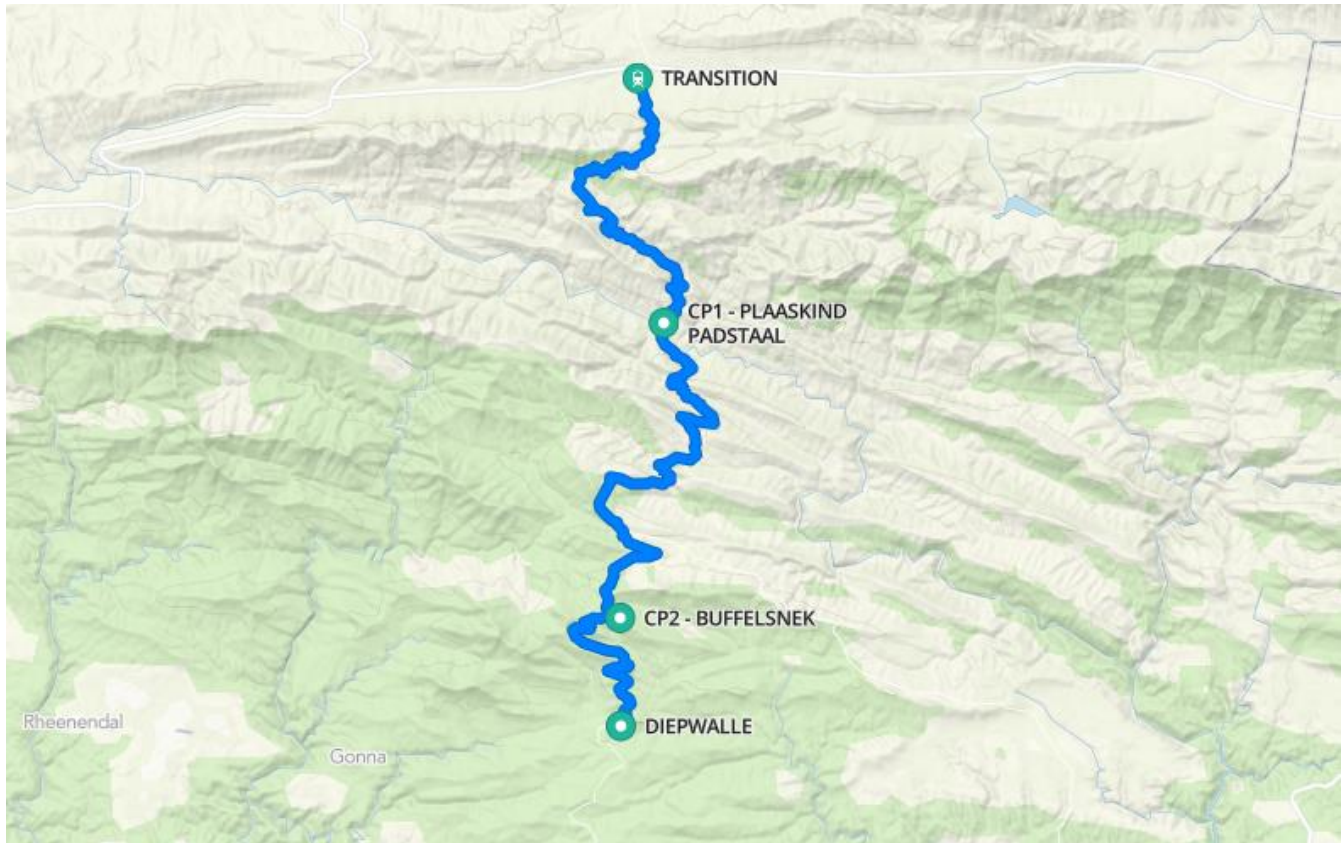 TRANSITION
CP1 - PLAASKIND
PADSTAAL
CP2 - BUFFELSNEK
Rheenendal
DIEPWALLE
Gonna